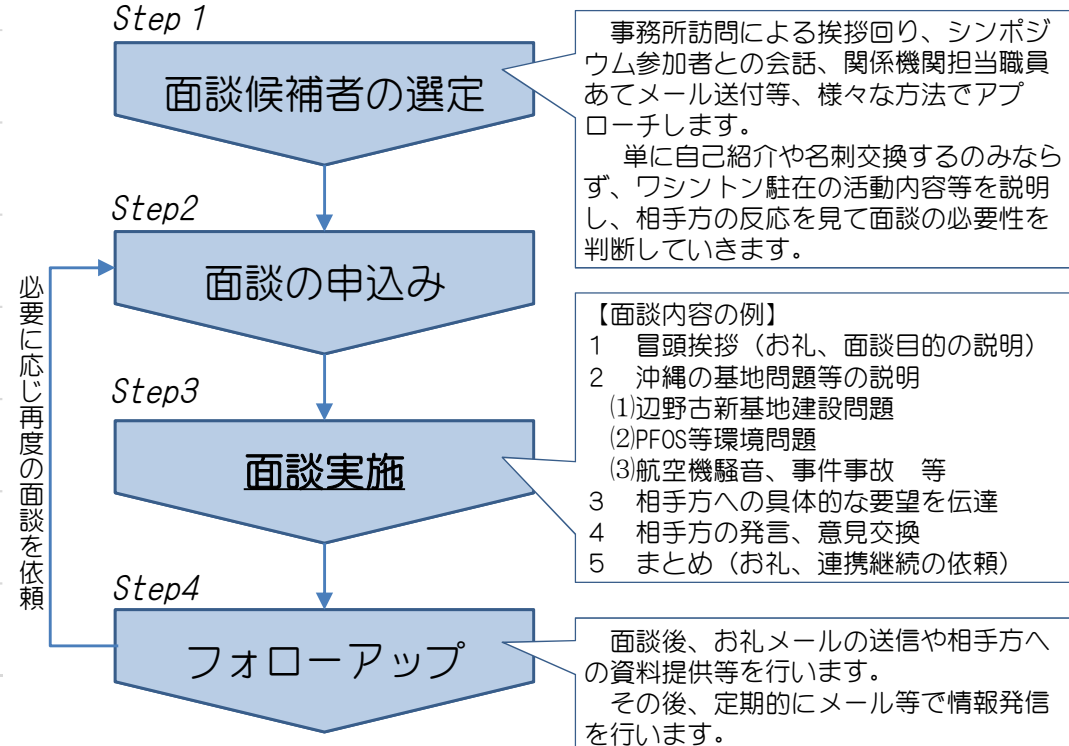 Step 1
面談候補者の選定
事務所訪問による挨拶回り、シンポジ
ウム参加者との会話、関係機関担当職員
あてメール送付等、様々な方法でアプ
ローチします。
単に自己紹介や名刺交換するのみなら
ず、ワシントン駐在の活動内容等を説明
し、相手方の反応を見て面談の必要性を
判断していきます。
Step2
面談の申込み
必要に応じ再度の面談を依頼
Step3
面談実施
【面談内容の例】
1 冒頭挨拶（お礼、面談目的の説明）
2 沖縄の基地問題等の説明
⑴辺野古新基地建設問題
⑵PFOS等環境問題
⑶航空機騒音、事件事故 等
3 相手方への具体的な要望を伝達
4 相手方の発言、意見交換
5 まとめ（お礼、連携継続の依頼）
Step4
フォローアップ
面談後、お礼メールの送信や相手方へ
の資料提供等を行います。
その後、定期的にメール等で情報発信
を行います。